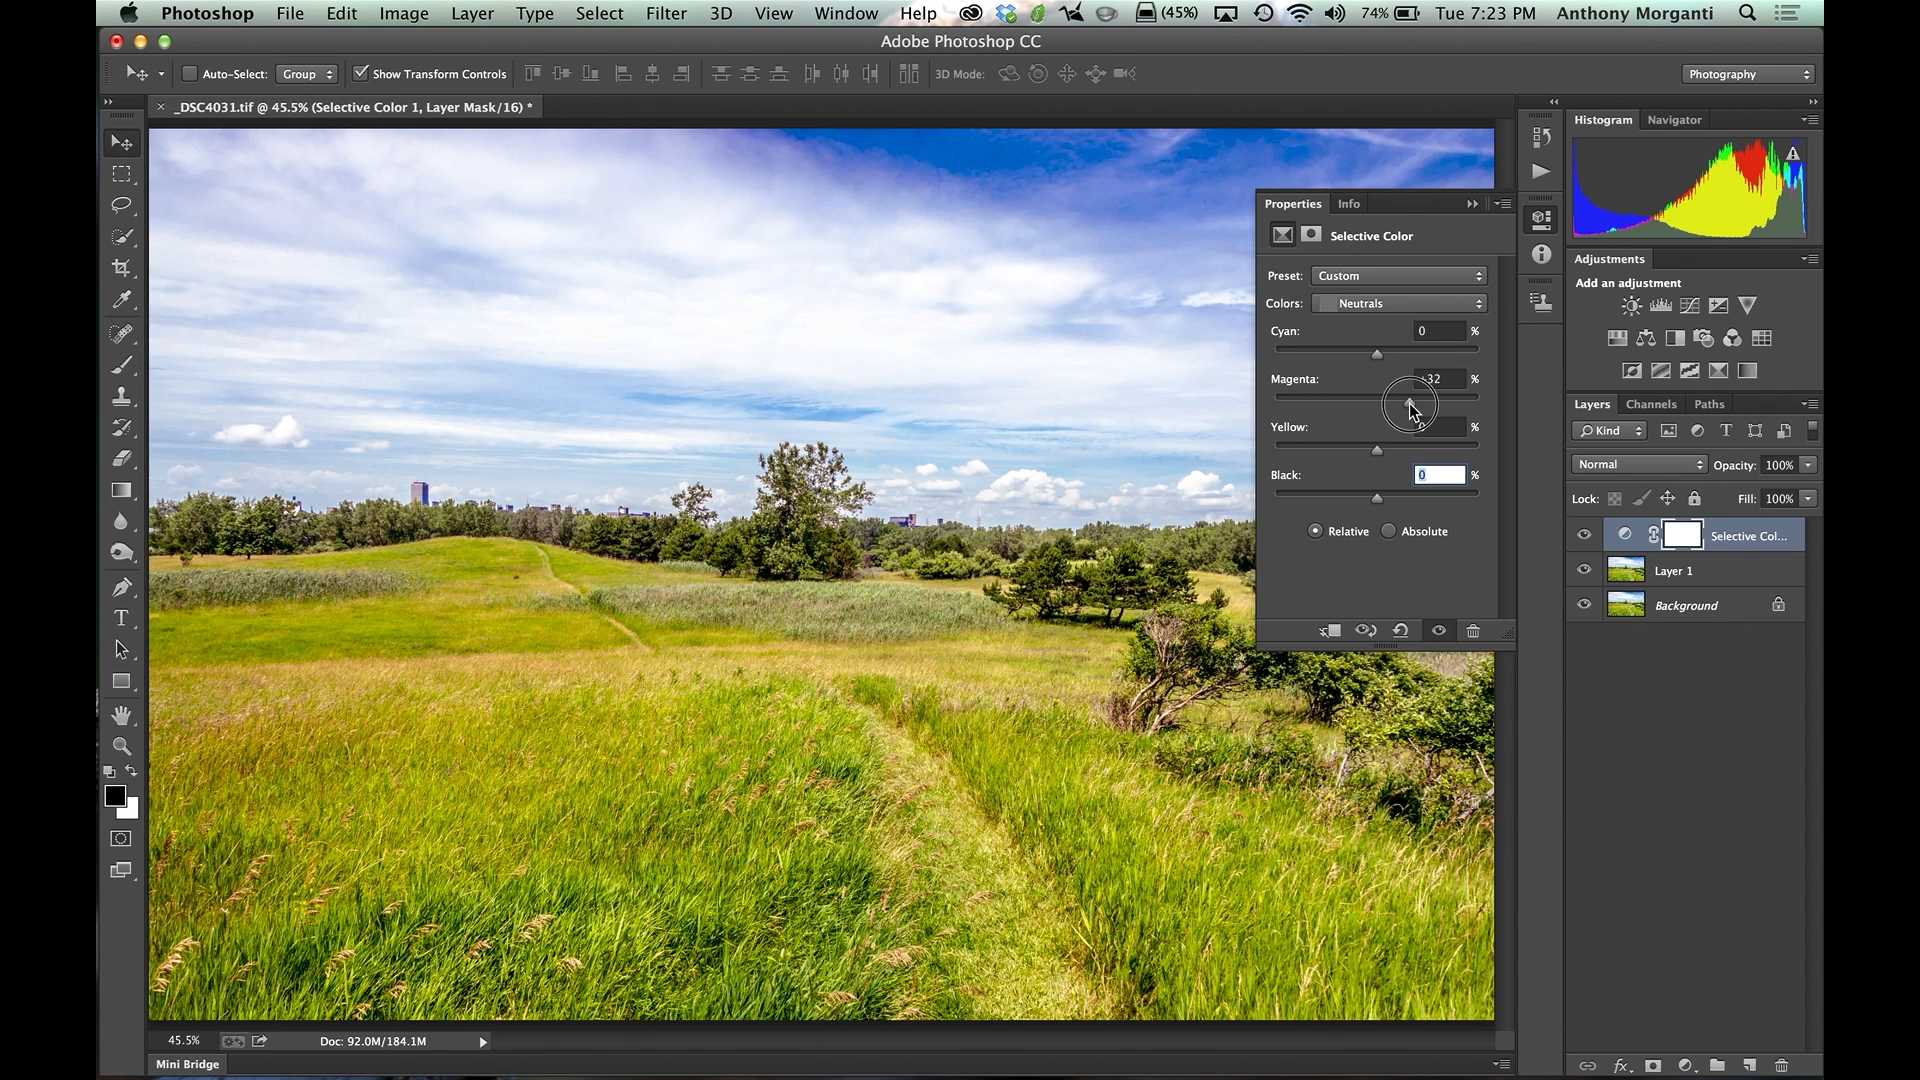 Photoshop File Edit Image Layer Type Select Filter 3D View Window Help (45%) 74% Tue 7:23 PM Anthony Morganti
Adobe Photoshop CC
Auto-Select: Group Show Transform Controls 3D Mode: Photography
× _DSC4031.tif @ 45.5% (Selective Color 1, Layer Mask/16) *
Histogram Navigator
Properties Info
Selective Color
Preset: Custom
Colors: Neutrals
Cyan: 0 %
Magenta: +32 %
Yellow: %
Black: 0 %
Relative Absolute
Adjustments
Add an adjustment
Layers Channels Paths
Kind
Normal Opacity: 100%
Lock: Fill: 100%
Selective Col...
Layer 1
Background
45.5% Doc: 92.0M/184.1M
Mini Bridge
fx